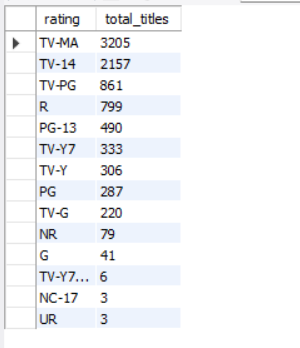 rating total_titles
TV-MA 3205
TV-14 2157
TV-PG 861
R 799
PG-13 490
TV-Y7 333
TV-Y 306
PG 287
TV-G 220
NR 79
G 41
TV-Y7... 6
NC-17 3
UR 3